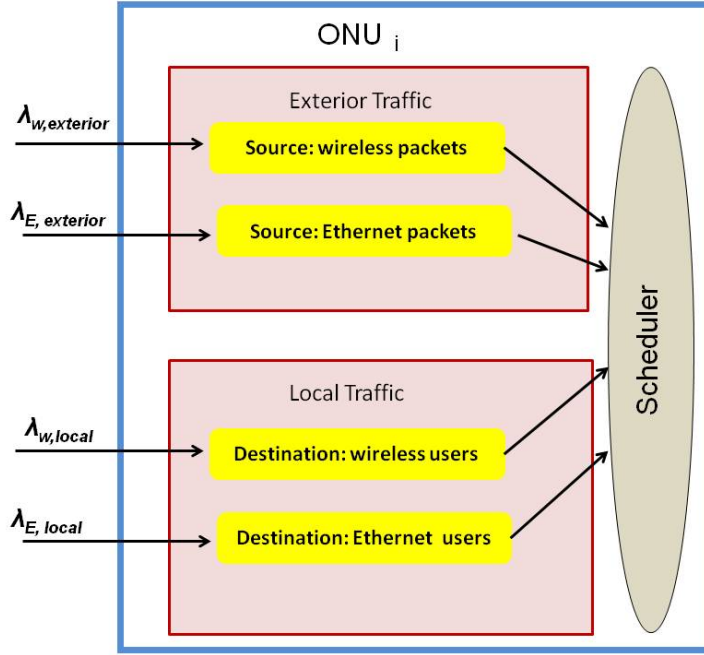 ONU i
Exterior Traffic
λw,exterior
Source: wireless packets
λE, exterior
Source: Ethernet packets
Scheduler
Local Traffic
λw,local
Destination: wireless users
λE, local
Destination: Ethernet users